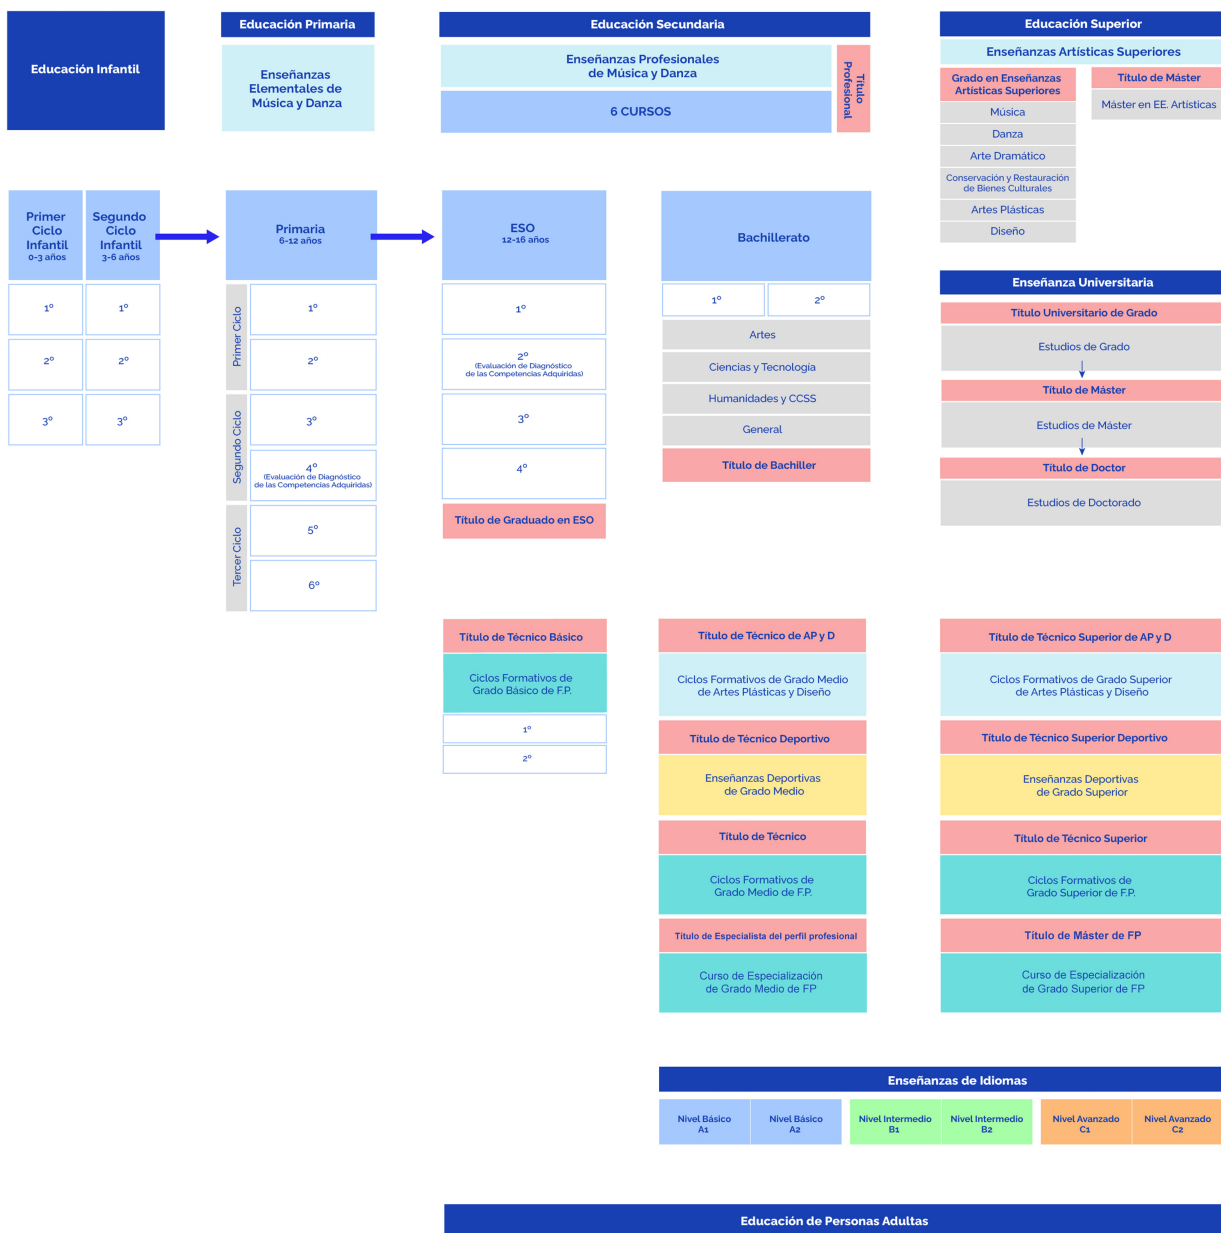 Educación Infantil
Educación Primaria
Enseñanzas
Elementales de
Música y Danza
Educación Secundaria
Enseñanzas Profesionales
de Música y Danza
6 CURSOS
Título
Profesional
Educación Superior
Enseñanzas Artísticas Superiores
Grado en Enseñanzas
Artísticas Superiores
Música
Danza
Arte Dramático
Conservación y Restauración
de Bienes Culturales
Artes Plásticas
Diseño
Título de Máster
Máster en EE. Artísticas
Primer
Ciclo
Infantil
0-3 años
1º
2º
3º
Segundo
Ciclo
Infantil
3-6 años
1º
2º
3º
Primaria
6-12 años
Primer Ciclo
1º
2º
Segundo Ciclo
3º
4º
(Evaluación de Diagnóstico
de las Competencias Adquiridas)
Tercer Ciclo
5º
6º
ESO
12-16 años
1º
2º
(Evaluación de Diagnóstico
de las Competencias Adquiridas)
3º
4º
Título de Graduado en ESO
Bachillerato
1º
2º
Artes
Ciencias y Tecnología
Humanidades y CCSS
General
Título de Bachiller
Enseñanza Universitaria
Título Universitario de Grado
Estudios de Grado
Título de Máster
Estudios de Máster
Título de Doctor
Estudios de Doctorado
Título de Técnico Básico
Ciclos Formativos de
Grado Básico de F.P.
1º
2º
Título de Técnico de AP y D
Ciclos Formativos de Grado Medio
de Artes Plásticas y Diseño
Título de Técnico Deportivo
Enseñanzas Deportivas
de Grado Medio
Título de Técnico
Ciclos Formativos de
Grado Medio de F.P.
Título de Especialista del perfil profesional
Curso de Especialización
de Grado Medio de FP
Título de Técnico Superior de AP y D
Ciclos Formativos de Grado Superior
de Artes Plásticas y Diseño
Título de Técnico Superior Deportivo
Enseñanzas Deportivas
de Grado Superior
Título de Técnico Superior
Ciclos Formativos de
Grado Superior de F.P.
Título de Máster de FP
Curso de Especialización
de Grado Superior de FP
Enseñanzas de Idiomas
Nivel Básico
A1
Nivel Básico
A2
Nivel Intermedio
B1
Nivel Intermedio
B2
Nivel Avanzado
C1
Nivel Avanzado
C2
Educación de Personas Adultas